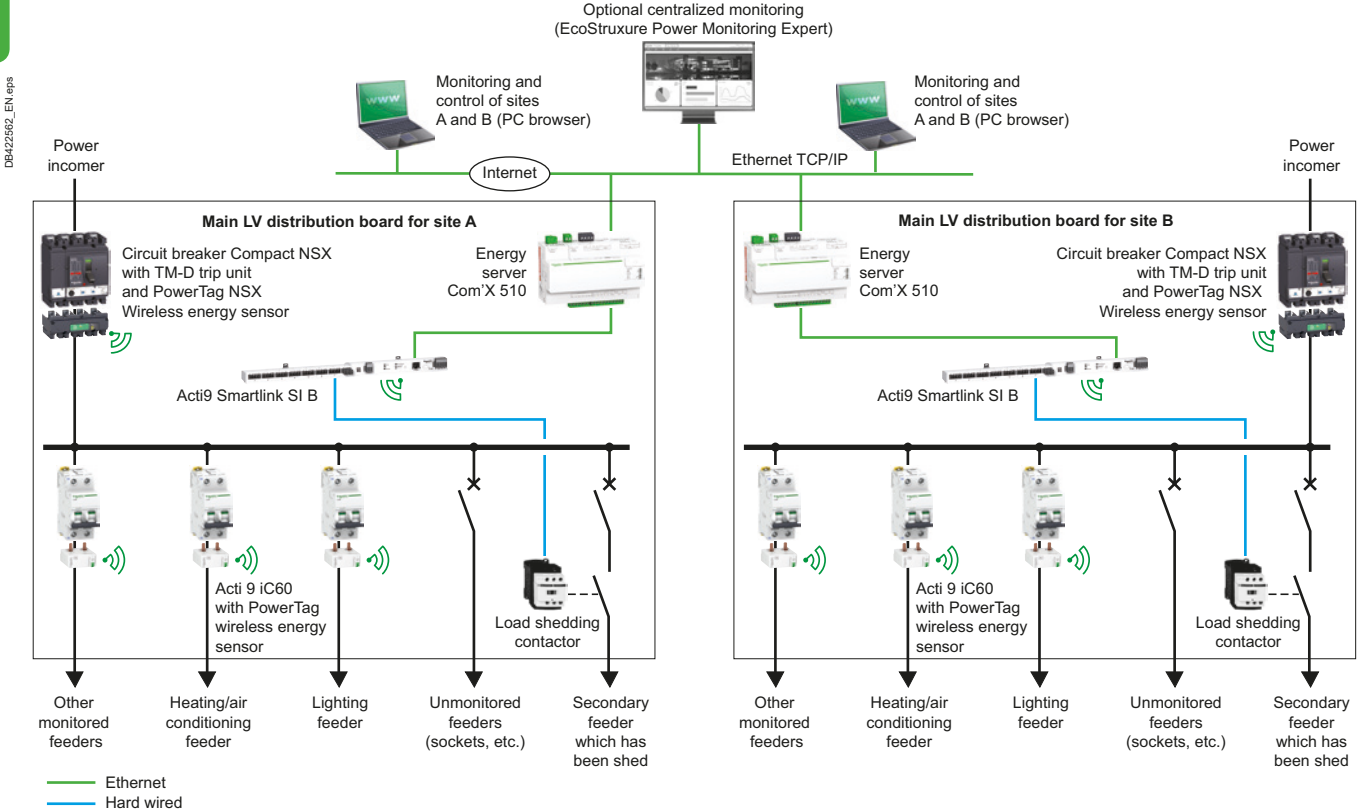 DB422562_EN.eps
Optional centralized monitoring
(EcoStruxure Power Monitoring Expert)
Monitoring and
control of sites
A and B (PC browser)
www
www
Monitoring and
control of sites
A and B (PC browser)
Power
incomer
Internet
Ethernet TCP/IP
Power
incomer
Main LV distribution board for site A
Circuit breaker Compact NSX
with TM-D trip unit
and PowerTag NSX
Wireless energy sensor
Energy
server
Com'X 510
Acti9 Smartlink SI B
Acti 9 iC60
with PowerTag
wireless energy
sensor
Load shedding
contactor
Other
monitored
feeders
Heating/air
conditioning
feeder
Lighting
feeder
Unmonitored
feeders
(sockets, etc.)
Secondary
feeder
which has
been shed
Main LV distribution board for site B
Energy
server
Com'X 510
Circuit breaker Compact NSX
with TM-D trip unit
and PowerTag NSX
Wireless energy sensor
Acti9 Smartlink SI B
Acti 9 iC60
with PowerTag
wireless energy
sensor
Load shedding
contactor
Other
monitored
feeders
Heating/air
conditioning
feeder
Lighting
feeder
Unmonitored
feeders
(sockets, etc.)
Secondary
feeder
which has
been shed
Ethernet
Hard wired